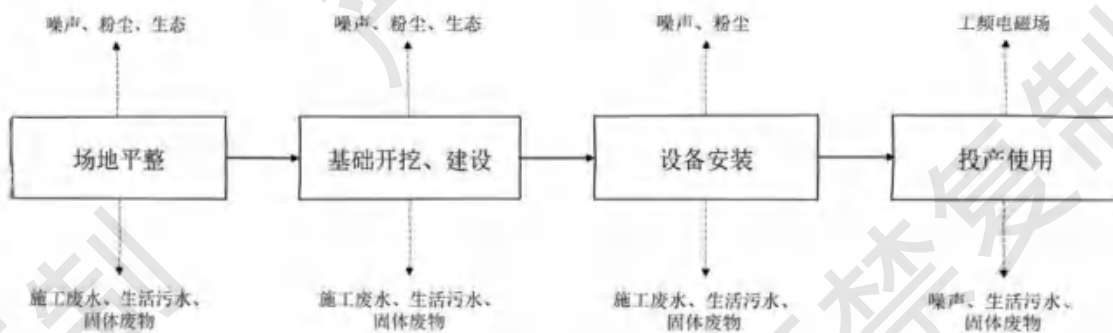 噪声、粉尘、生态
噪声、粉尘、生态
噪声、粉尘
工频电磁场
场地平整
基础开挖、建设
设备安装
投产使用
施工废水、生活污水、
固体废物
施工废水、生活污水、
固体废物
施工废水、生活污水、
固体废物
噪声、生活污水、
固体废物